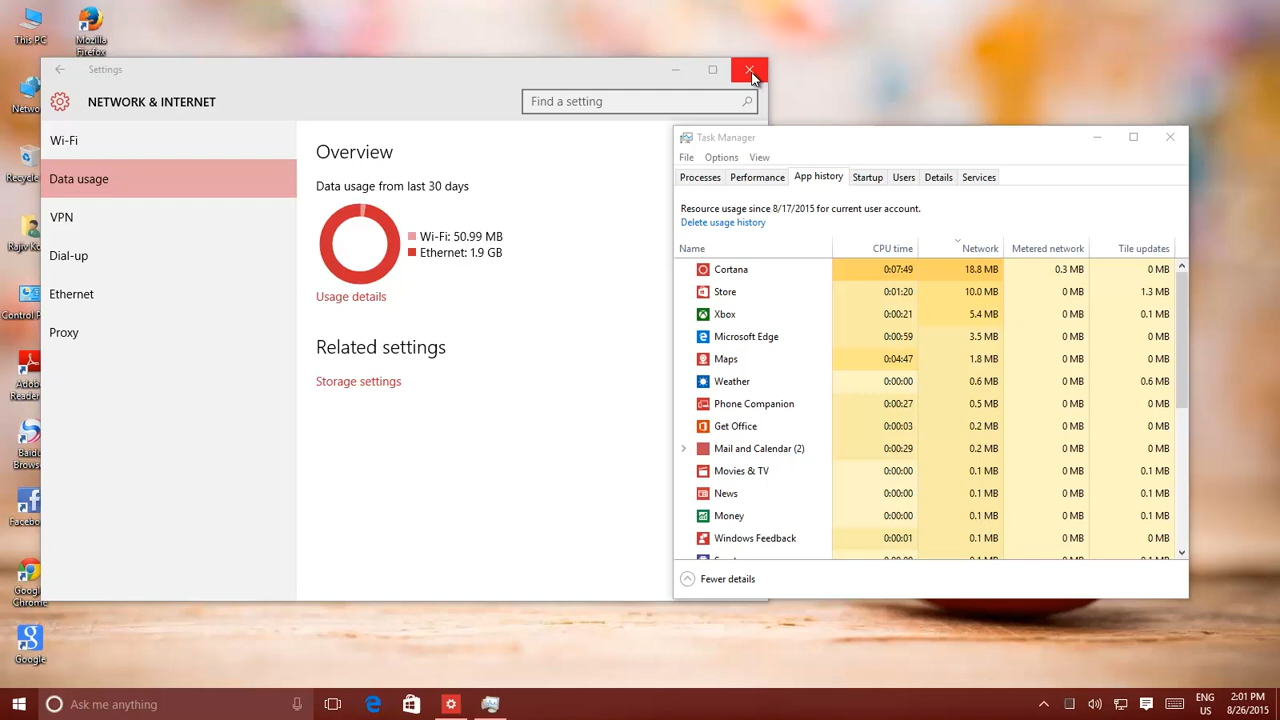 This PC
Mozilla
Firefox
Netwo
Recycle
Rajiv Ke
Control P
Adob
Reader
Baidu
Brows
Facebo
Googl
Chrome
Google
Settings
NETWORK & INTERNET
Find a setting
Wi-Fi
Data usage
VPN
Dial-up
Ethernet
Proxy
Overview
Data usage from last 30 days
Wi-Fi: 50.99 MB
Ethernet: 1.9 GB
Usage details
Related settings
Storage settings
Task Manager
File Options View
Processes Performance App history Startup Users Details Services
Resource usage since 8/17/2015 for current user account.
Delete usage history
Name CPU time Network Metered network Tile updates
Cortana 0:07:49 18.8 MB 0.3 MB 0 MB
Store 0:01:20 10.0 MB 0 MB 1.3 MB
Xbox 0:00:21 5.4 MB 0 MB 0.1 MB
Microsoft Edge 0:00:59 3.5 MB 0 MB 0 MB
Maps 0:04:47 1.8 MB 0 MB 0 MB
Weather 0:00:00 0.6 MB 0 MB 0.6 MB
Phone Companion 0:00:27 0.5 MB 0 MB 0 MB
Get Office 0:00:03 0.2 MB 0 MB 0 MB
Mail and Calendar (2) 0:00:29 0.2 MB 0 MB 0 MB
Movies & TV 0:00:00 0.1 MB 0 MB 0.1 MB
News 0:00:00 0.1 MB 0 MB 0.1 MB
Money 0:00:00 0.1 MB 0 MB 0.1 MB
Windows Feedback 0:00:01 0.1 MB 0 MB 0 MB
Fewer details
Ask me anything
ENG
US
2:01 PM
8/26/2015